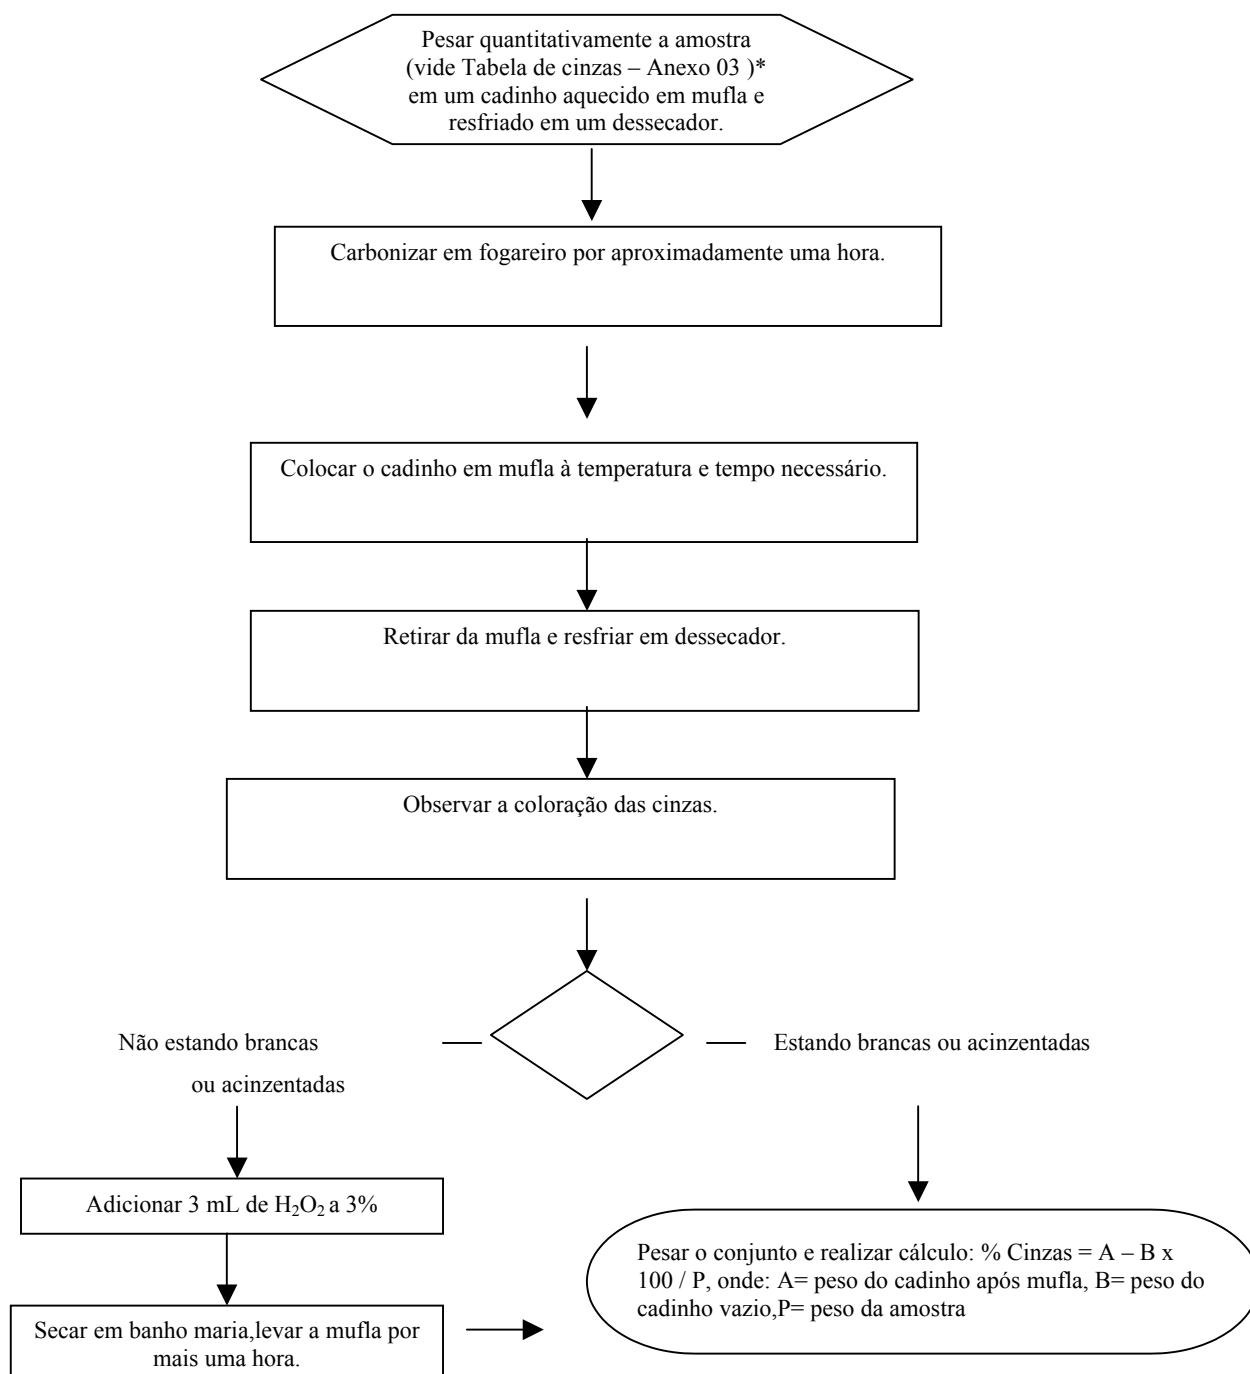 Pesar quantitativamente a amostra
(vide Tabela de cinzas – Anexo 03 )*
em um cadinho aquecido em mufla e
resfriado em um dessecador.
Carbonizar em fogareiro por aproximadamente uma hora.
Colocar o cadinho em mufla à temperatura e tempo necessário.
Retirar da mufla e resfriar em dessecador.
Observar a coloração das cinzas.
Não estando brancas
ou acinzentadas
Estando brancas ou acinzentadas
Adicionar 3 mL de H₂O₂ a 3%
Secar em banho maria,levar a mufla por
mais uma hora.
Pesar o conjunto e realizar cálculo: % Cinzas = A – B x
100 / P, onde: A= peso do cadinho após mufla, B= peso do
cadinho vazio,P= peso da amostra